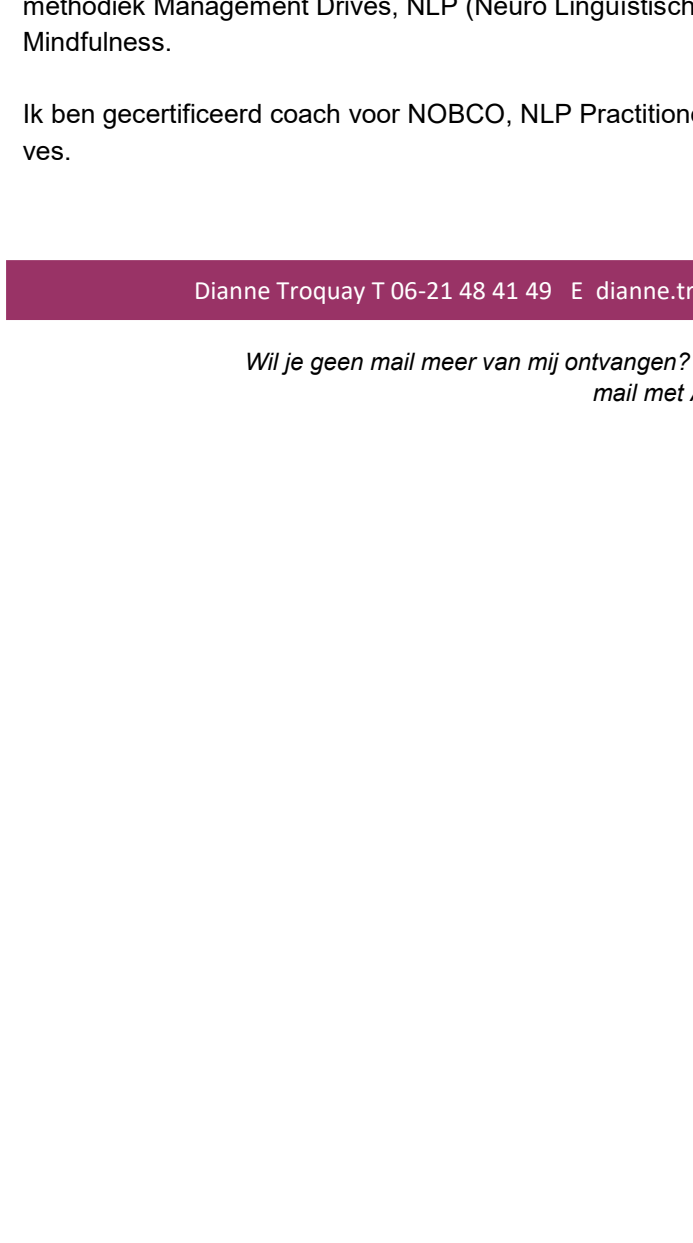 methodiek Management Drives, NLP (Neuro Linguïstisch
Mindfulness.
Ik ben gecertificeerd coach voor NOBCO, NLP Practitione
ves.
Dianne Troquay T 06-21 48 41 49 E dianne.tr
Wil je geen mail meer van mij ontvangen?
mail met